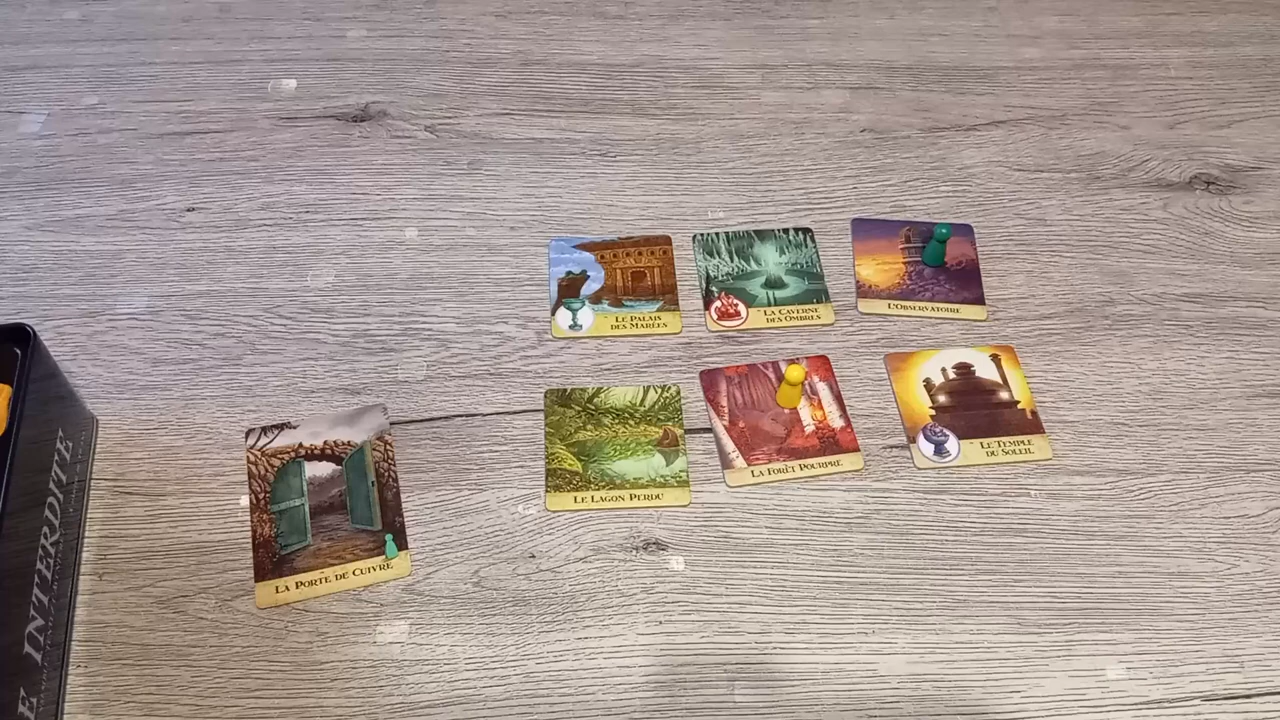 Le Palais
des Marées
La Caverne
des Ombres
L'Observatoire
Le Lagon Perdu
La Forêt Pourpre
Le Temple
du Soleil
La Porte de Cuivre
E INTERDITE